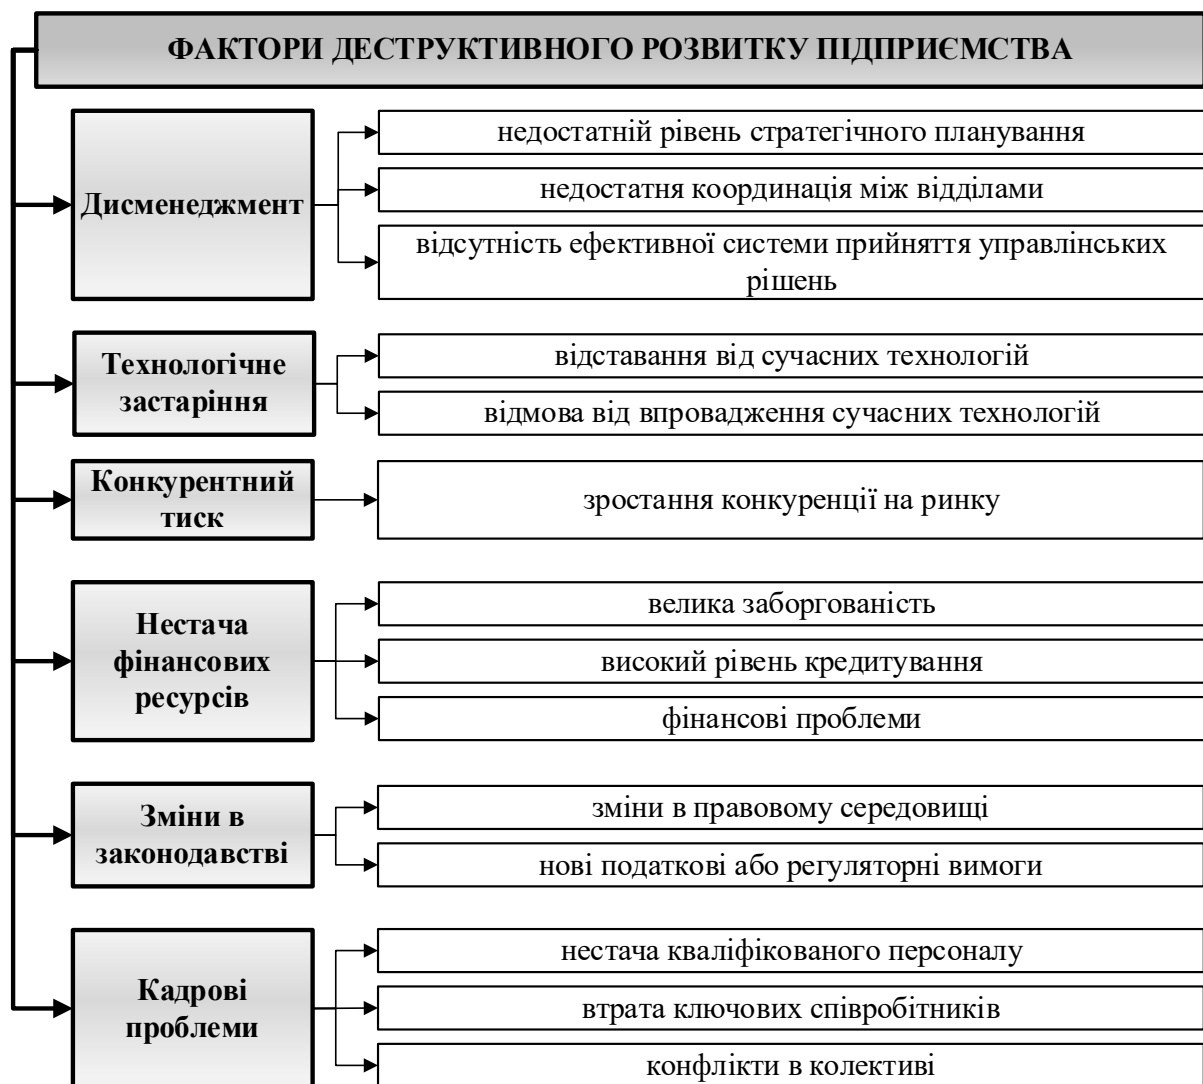 ФАКТОРИ ДЕСТРУКТИВНОГО РОЗВИТКУ ПІДПРИЄМСТВА
Дисменеджмент
недостатній рівень стратегічного планування
недостатня координація між відділами
відсутність ефективної системи прийняття управлінських
рішень
Технологічне
застаріння
відставання від сучасних технологій
відмова від впровадження сучасних технологій
Конкурентний
тиск
зростання конкуренції на ринку
Нестача
фінансових
ресурсів
велика заборгованість
високий рівень кредитування
фінансові проблеми
Зміни в
законодавстві
зміни в правовому середовищі
нові податкові або регуляторні вимоги
Кадрові
проблеми
нестача кваліфікованого персоналу
втрата ключових співробітників
конфлікти в колективі